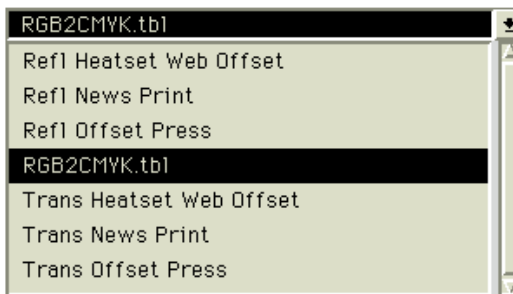 RGB2CMYK.tbl
Refl Heatset Web Offset
Refl News Print
Refl Offset Press
RGB2CMYK.tbl
Trans Heatset Web Offset
Trans News Print
Trans Offset Press